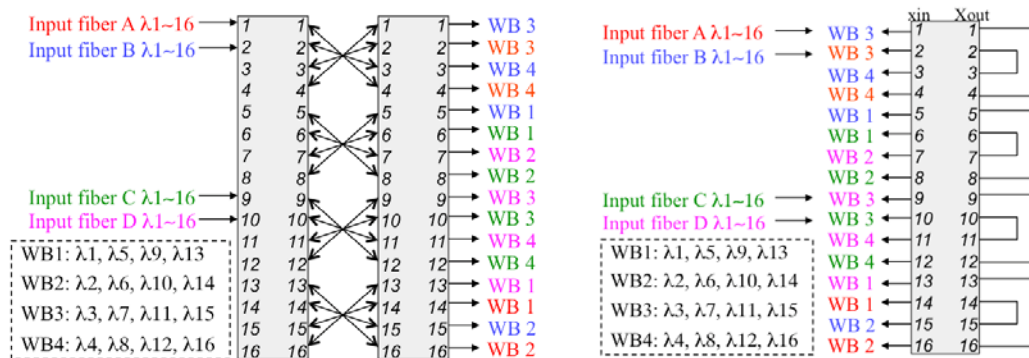 xin Xout
Input fiber A λ1~16 1 1 1 1 WB 3 Input fiber A λ1~16 WB 3 1 1
Input fiber B λ1~16 2 2 2 2 WB 3 Input fiber B λ1~16 WB 3 2 2
3 3 3 3 WB 4 WB 4 3 3
4 4 4 4 WB 4 WB 4 4 4
5 5 5 5 WB 1 WB 1 5 5
6 6 6 6 WB 1 WB 1 6 6
7 7 7 7 WB 2 WB 2 7 7
8 8 8 8 WB 2 WB 2 8 8
Input fiber C λ1~16 9 9 9 9 WB 3 Input fiber C λ1~16 WB 3 9 9
Input fiber D λ1~16 10 10 10 10 WB 3 Input fiber D λ1~16 WB 3 10 10
11 11 11 11 WB 4 WB 4 11 11
12 12 12 12 WB 4 WB 4 12 12
13 13 13 13 WB 1 WB 1 13 13
14 14 14 14 WB 1 WB 1 14 14
15 15 15 15 WB 2 WB 2 15 15
16 16 16 16 WB 2 WB 2 16 16
WB1: λ1, λ5, λ9, λ13
WB2: λ2, λ6, λ10, λ14
WB3: λ3, λ7, λ11, λ15
WB4: λ4, λ8, λ12, λ16
WB1: λ1, λ5, λ9, λ13
WB2: λ2, λ6, λ10, λ14
WB3: λ3, λ7, λ11, λ15
WB4: λ4, λ8, λ12, λ16